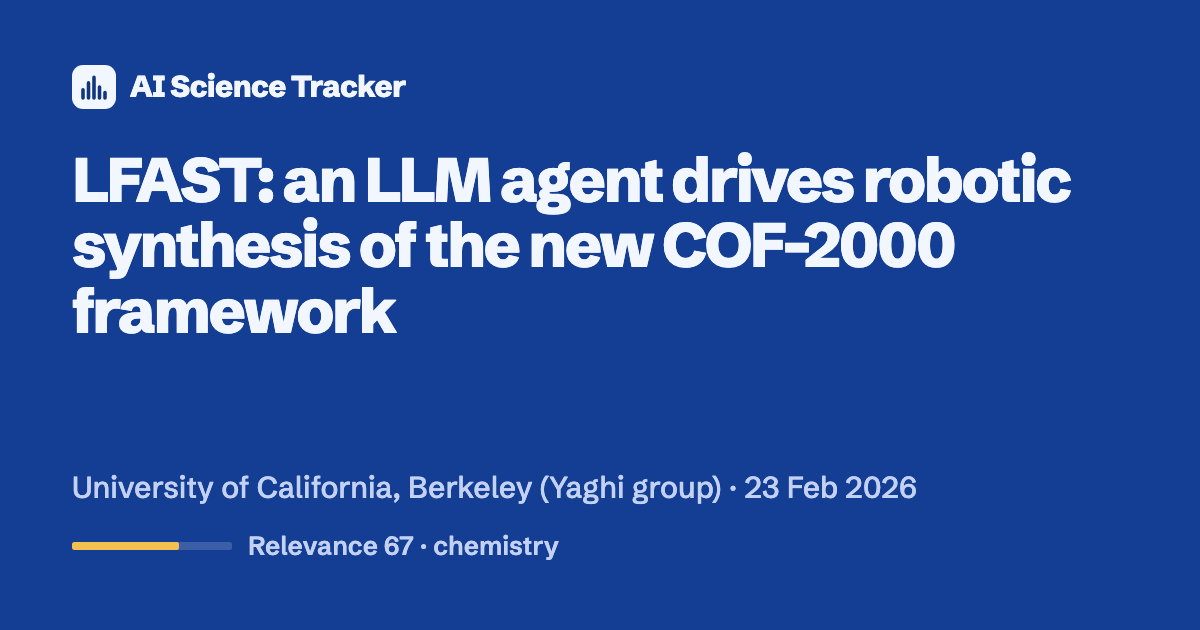 AI Science Tracker
LFAST: an LLM agent drives robotic
synthesis of the new COF-2000
framework
University of California, Berkeley (Yaghi group) · 23 Feb 2026
Relevance 67 · chemistry